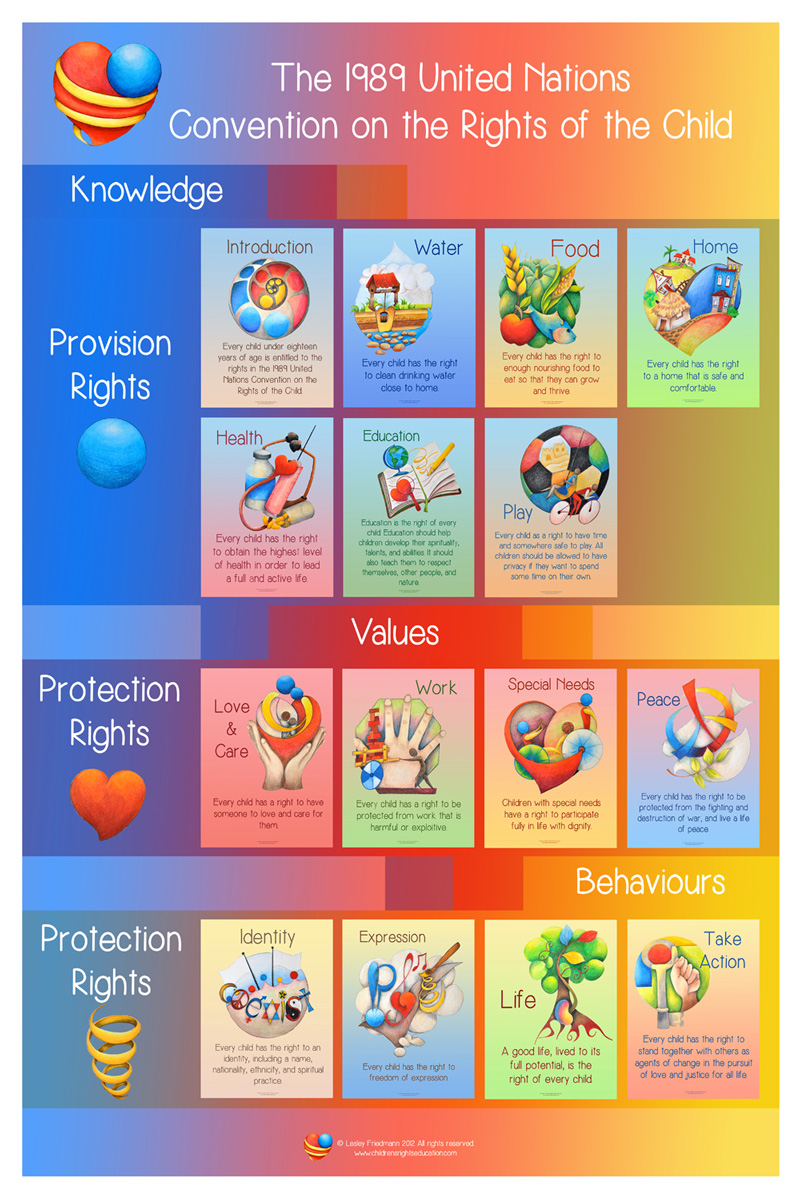 The 1989 United Nations
Convention on the Rights of the Child
Knowledge
Provision
Rights
Introduction
Every child under eighteen
years of age is entitled to the
rights in the 1989 United
Nations Convention on the
Rights of the Child.
Water
Every child has the right
to clean drinking water
close to home.
Food
Every child has the right to
enough nourishing food to
eat so that they can grow
and thrive.
Home
Every child has the right
to a home that is safe and
comfortable.
Health
Every child has the right
to obtain the highest level
of health in order to lead
a full and active life.
Education
Education is the right of every
child Education should help
children develop their spirituality,
talents, and abilities It should
also teach them to respect
themselves, other people, and
nature.
Play
Every child as a right to have time
and somewhere safe to play. All
children should be allowed to have
privacy if they want to spend
some time on their own.
Values
Protection
Rights
Love
&
Care
Every child has a right to have
someone to love and care for
them.
Work
Every child has a right to be
protected from work that is
harmful or exploitive.
Special Needs
Children with special needs
have a right to participate
fully in life with dignity.
Peace
Every child has the right to be
protected from the fighting and
destruction of war, and live a life
of peace.
Behaviours
Protection
Rights
Identity
Every child has the right to an
identity, including a name,
nationality, ethnicity, and spiritual
practice.
Expression
Every child has the right to
freedom of expression
Life
A good life, lived to its
full potential, is the
right of every child.
Take
Action
Every child has the right to
stand together with others as
agents of change in the pursuit
of love and justice for all life.
© Lesley Friedmann 2012 All rights reserved.
www.childrensrightseducation.com